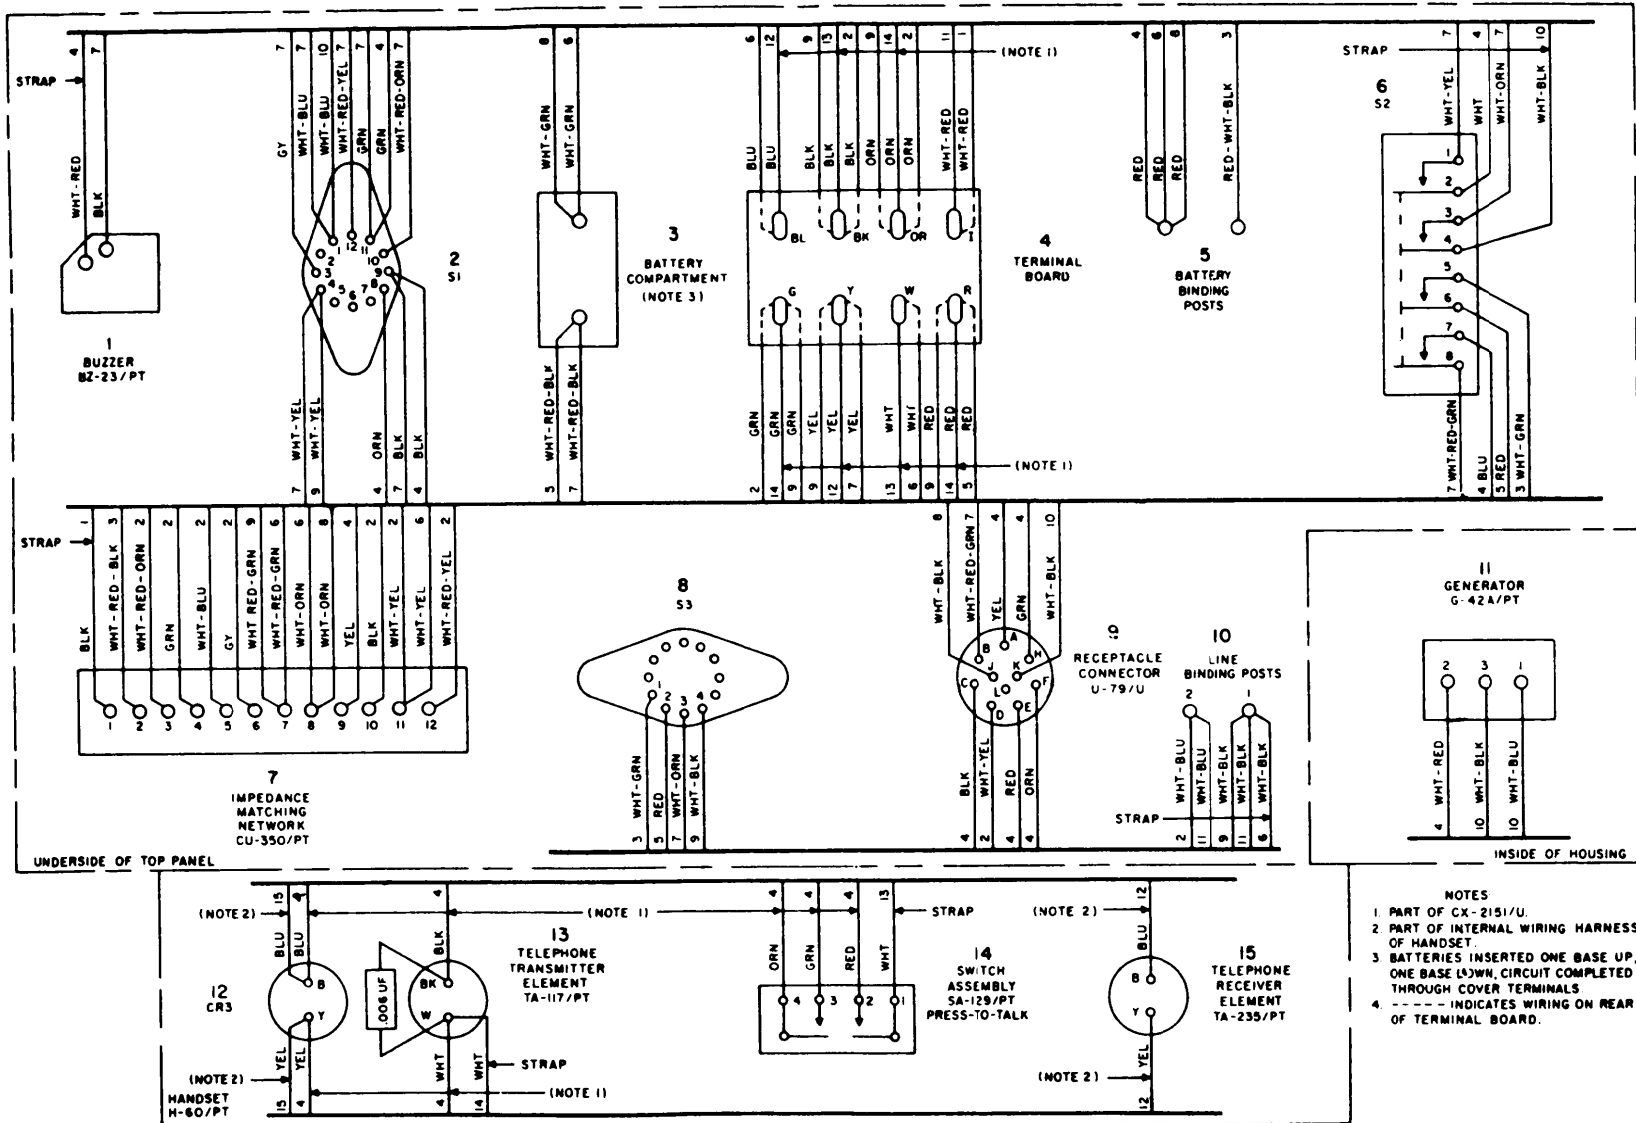 4 7 7 7 10 7 7 4 7 8 6 6 12 9 13 2 9 14 2 11 1 4 6 8 3 7 4 7 10
STRAP
(NOTE 1)
STRAP
WHT-RED
BLK
GY
WHT-BLU
WHT-BLU
WHT-RED-YEL
GRN
GRN
WHT-RED-ORN
WHT-GRN
WHT-GRN
BLU
BLU
BLK
BLK
BLK
ORN
ORN
ORN
WHT-RED
WHT-RED
RED
RED
RED
RED-WHT-BLK
WHT-YEL
WHT
WHT-ORN
WHT-BLK
1
BUZZER
BZ-23/PT
1 2 3 4 5 6 7 8 9 10 11 12
2
S1
3
BATTERY
COMPARTMENT
(NOTE 3)
BL BK OR I
G Y W R
4
TERMINAL
BOARD
5
BATTERY
BINDING
POSTS
6
S2
1
2
3
4
5
6
7
8
WHT-YEL
WHT-YEL
ORN
BLK
BLK
WHT-RED-BLK
WHT-RED-BLK
GRN
GRN
GRN
YEL
YEL
YEL
WHT
WHT
RED
RED
RED
WHT-RED-GRN
BLU
RED
WHT-GRN
(NOTE 1)
7 9 4 7 4 5 7 2 14 9 9 12 7 13 6 9 14 5 7 4 5 3
STRAP
1 3 2 2 2 2 9 6 6 8 4 2 2 6 2
BLK
WHT-RED-BLK
WHT-RED-ORN
GRN
WHT-BLU
GY
WHT RED-GRN
WHT-RED-GRN
WHT-ORN
WHT-ORN
YEL
BLK
WHT-YEL
WHT-YEL
WHT-RED-YEL
1 2 3 4 5 6 7 8 9 10 11 12
7
IMPEDANCE
MATCHING
NETWORK
CU-350/PT
8
S3
1 2 3 4
WHT-GRN
RED
WHT-ORN
WHT-BLK
3 5 7 9
8 7 4 4 10
WHT-BLK
WHT-RED-GRN
YEL
GRN
WHT-BLK
A B H J K C L F D E
BLK
WHT-YEL
RED
ORN
4 2 4 4
RECEPTACLE
CONNECTOR
U-79/U
10
LINE
BINDING POSTS
2 1
WHT-BLU
WHT-BLU
WHT-BLK
WHT-BLK
WHT-BLK
STRAP
2 11 9 11 6
11
GENERATOR
G-42A/PT
2 3 1
WHT-RED
WHT-BLK
WHT-BLU
4 10 10
INSIDE OF HOUSING
UNDERSIDE OF TOP PANEL
15 4 4 4 4 4 13 12
(NOTE 2)
(NOTE 1)
STRAP
(NOTE 2)
BLU
BLU
BLK
ORN
GRN
RED
WHT
BLU
12
CR3
B
Y
.006 UF
BK
W
13
TELEPHONE
TRANSMITTER
ELEMENT
TA-117/PT
14
SWITCH
ASSEMBLY
SA-129/PT
PRESS-TO-TALK
4 3 2 1
B
Y
15
TELEPHONE
RECEIVER
ELEMENT
TA-235/PT
YEL
YEL
WHT
WHT
YEL
STRAP
(NOTE 2)
(NOTE 1)
(NOTE 2)
HANDSET
H-60/PT
15 4 4 14 12
NOTES
1. PART OF CX-2151/U.
2. PART OF INTERNAL WIRING HARNESS
OF HANDSET.
3. BATTERIES INSERTED ONE BASE UP,
ONE BASE DOWN, CIRCUIT COMPLETED
THROUGH COVER TERMINALS.
4. ----- INDICATES WIRING ON REAR
OF TERMINAL BOARD.